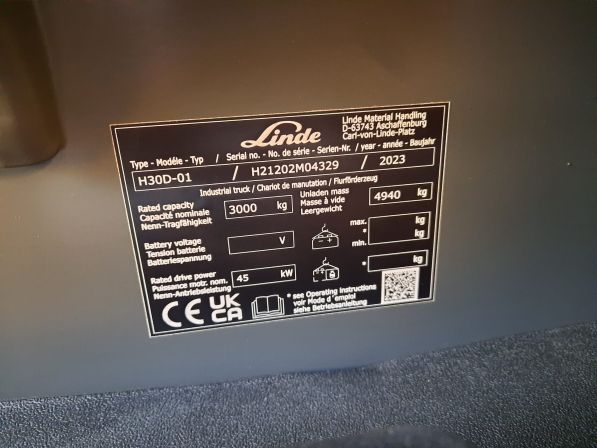 Linde
Linde Material Handling
D-63743 Aschaffenburg
Carl-von-Linde-Platz
Type - Modéle - Typ / Serial no. - No. de série - Serien-Nr. / year - année - Baujahr
H30D-01 / H21202M04329 / 2023
Industrial truck / Chariot de manutation / Flurförderzeug
Rated capacity
Capacité nominale
Nenn-Tragfähigkeit
3000 kg
Unladen mass
Masse à vide
Leergewicht
4940 kg
Battery voltage
Tension batterie
Batteriespannung
V
max.
*
min.
kg
kg
Rated drive power
Puissance motr. nom.
Nenn-Antriebsleistung
45 kW
* kg
CE UK
CA
* see Operating Instructions
voir Mode d'emploi
siehe Betriebsanleitung